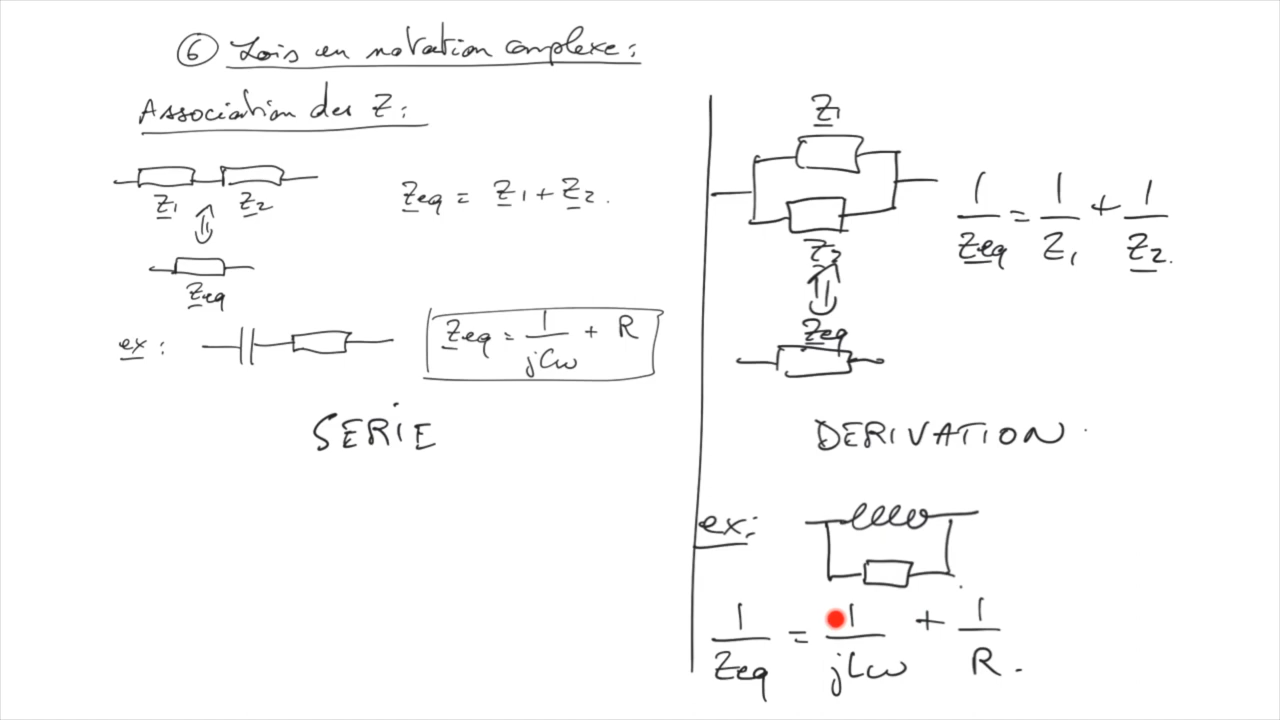 ⑥ Lois en notation complexe :
Association des Z :
Z1 Z2
Zeq = Z1 + Z2.
Zeq
ex :
Zeq = 1/jCω + R
SERIE
Z1
Z2
1/Zeq = 1/Z1 + 1/Z2.
Zeq
DERIVATION.
ex:
1/Zeq = 1/jLω + 1/R.